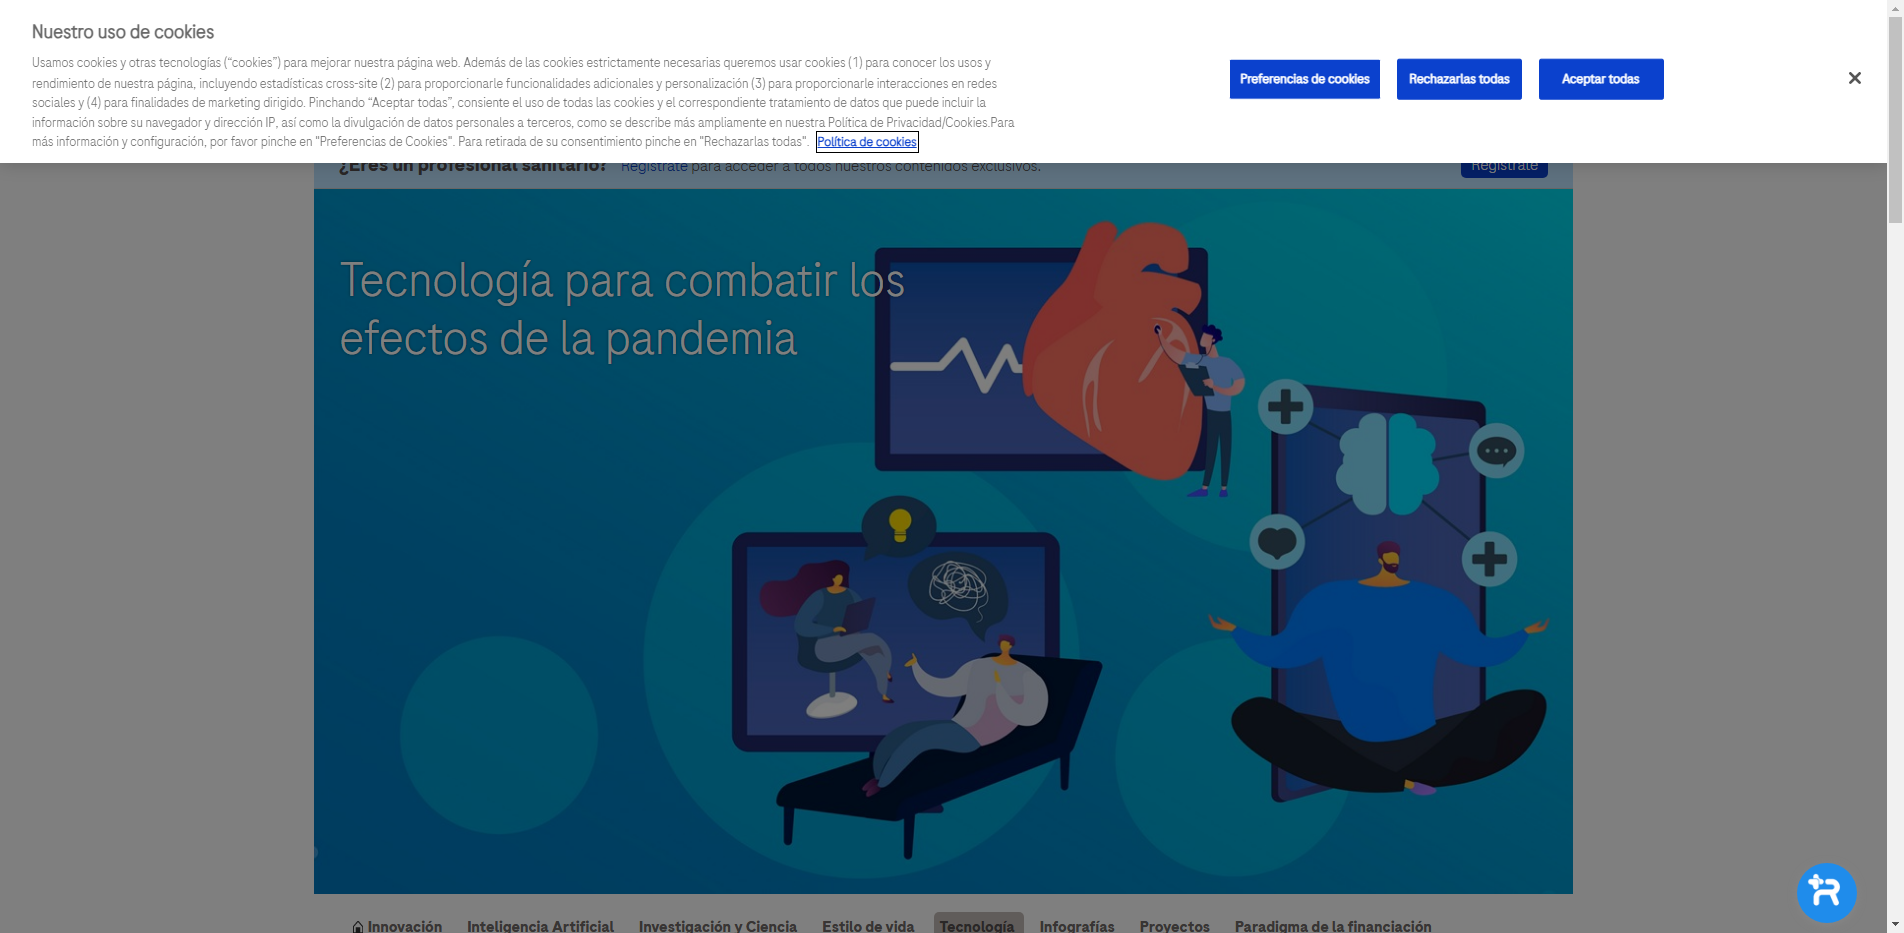 Nuestro uso de cookies
Usamos cookies y otras tecnologías (“cookies”) para mejorar nuestra página web. Además de las cookies estrictamente necesarias queremos usar cookies (1) para conocer los usos y
rendimiento de nuestra página, incluyendo estadísticas cross-site (2) para proporcionarle funcionalidades adicionales y personalización (3) para proporcionarle interacciones en redes
sociales y (4) para finalidades de marketing dirigido. Pinchando “Aceptar todas”, consiente el uso de todas las cookies y el correspondiente tratamiento de datos que puede incluir la
información sobre su navegador y dirección IP, así como la divulgación de datos personales a terceros, como se describe más ampliamente en nuestra Política de Privacidad/Cookies.Para
más información y configuración, por favor pinche en "Preferencias de Cookies". Para retirada de su consentimiento pinche en "Rechazarlas todas". Política de cookies
Preferencias de cookies Rechazarlas todas Aceptar todas
¿Eres un profesional sanitario? Regístrate para acceder a todos nuestros contenidos exclusivos. Regístrate
Tecnología para combatir los
efectos de la pandemia
Innovación Inteligencia Artificial Investigación y Ciencia Estilo de vida Tecnología Infografías Proyectos Paradigma de la financiación